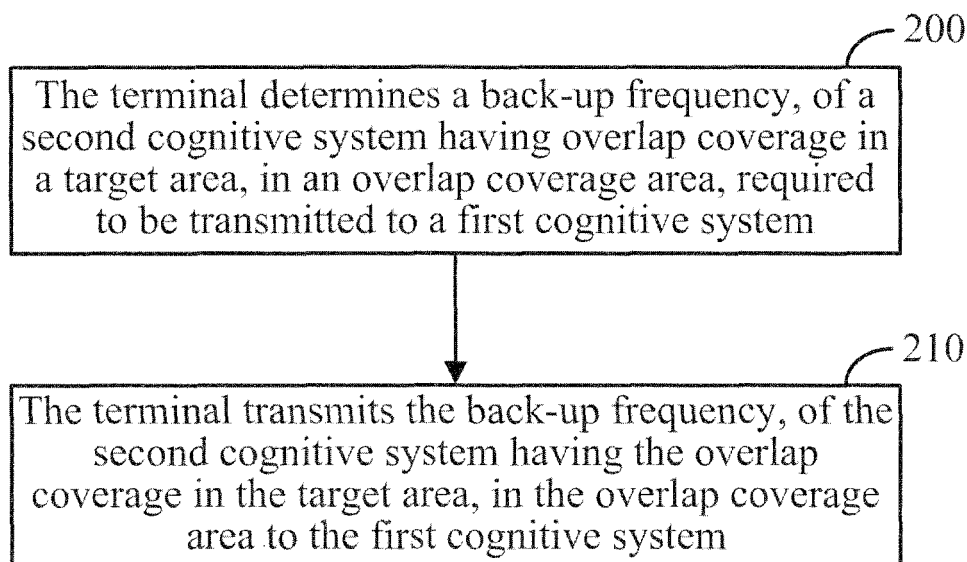 200
The terminal determines a back-up frequency, of a
second cognitive system having overlap coverage in
a target area, in an overlap coverage area, required
to be transmitted to a first cognitive system
210
The terminal transmits the back-up frequency, of the
second cognitive system having the overlap
coverage in the target area, in the overlap coverage
area to the first cognitive system